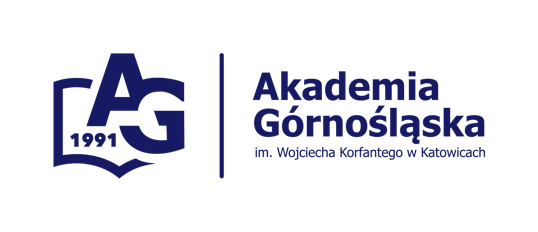 AG
1991
Akademia
Górnośląska
im. Wojciecha Korfantego w Katowicach